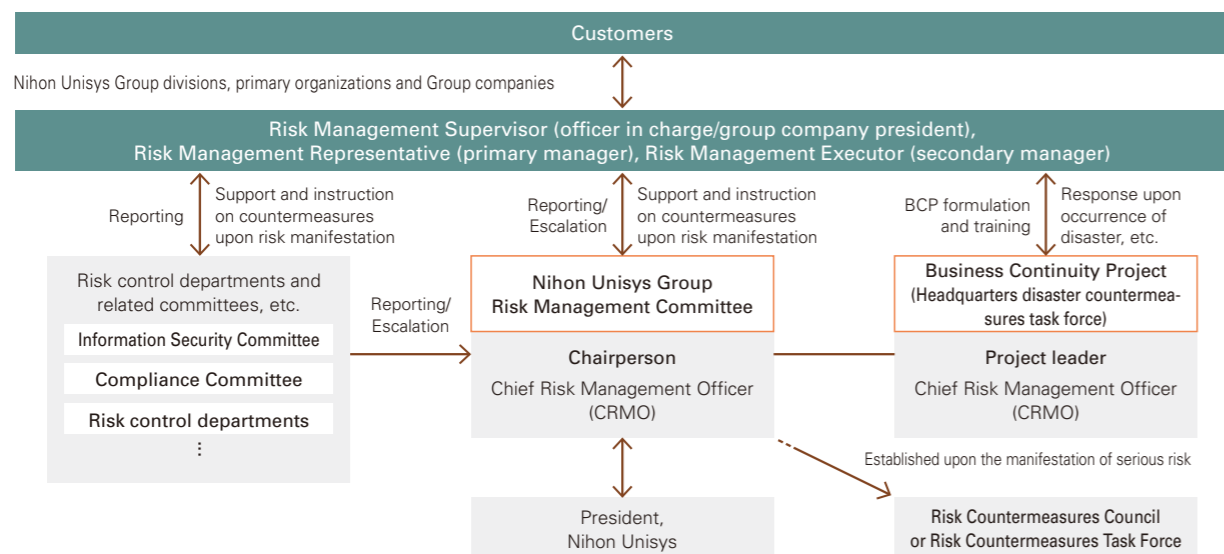 Customers
Nihon Unisys Group divisions, primary organizations and Group companies
Risk Management Supervisor (officer in charge/group company president),
Risk Management Representative (primary manager), Risk Management Executor (secondary manager)
Reporting
Support and instruction
on countermeasures
upon risk manifestation
Reporting/
Escalation
Support and instruction
on countermeasures
upon risk manifestation
BCP formulation
and training
Response upon
occurrence of
disaster, etc.
Risk control departments and
related committees, etc.
Information Security Committee
Compliance Committee
Risk control departments
⋮
Reporting/
Escalation
Nihon Unisys Group
Risk Management Committee
Chairperson
Chief Risk Management Officer
(CRMO)
Business Continuity Project
(Headquarters disaster countermea-
sures task force)
Project leader
Chief Risk Management Officer
(CRMO)
Established upon the manifestation of serious risk
President,
Nihon Unisys
Risk Countermeasures Council
or Risk Countermeasures Task Force